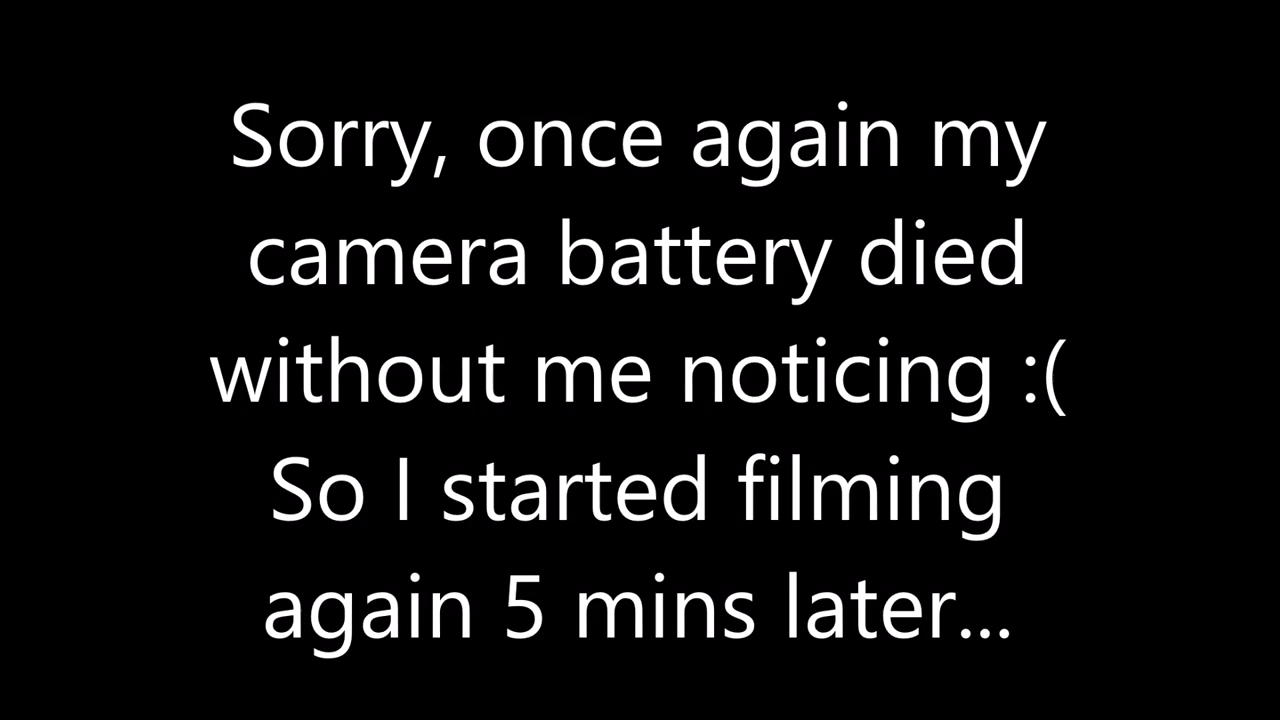 Sorry, once again my
camera battery died
without me noticing :(
So I started filming
again 5 mins later...